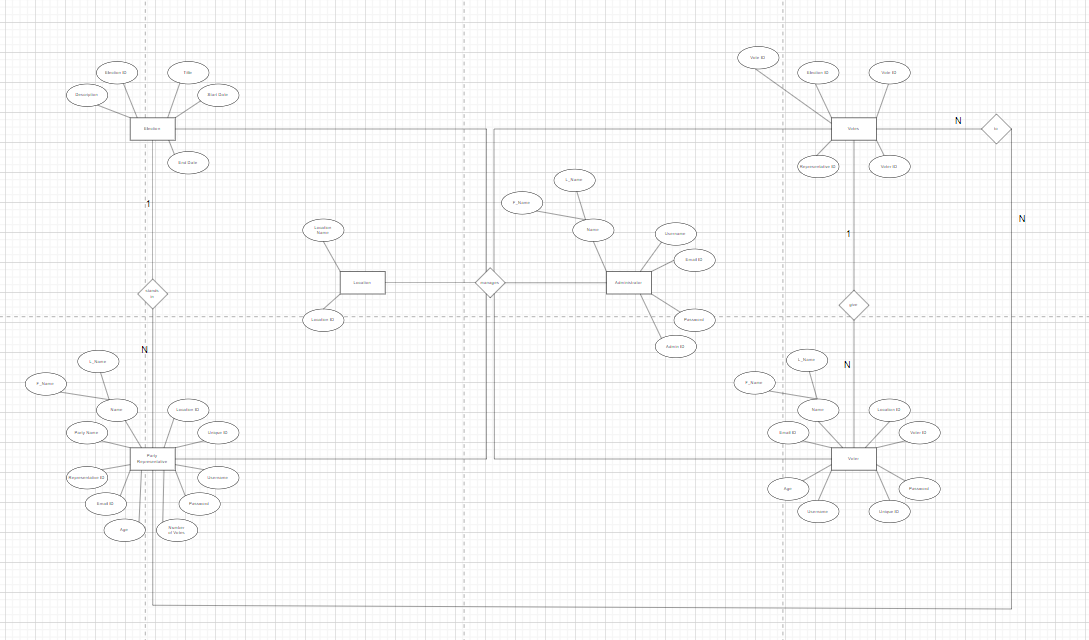 Vote ID
Election ID
Title
Election ID
Vote ID
Description
Start Date
N
Election
Votes
to
End Date
Representative ID
Voter ID
L_Name
F_Name
1
N
Location
Name
Name
Username
1
Email ID
Location
manages
Administrator
stands
in
give
Location ID
Password
Admin ID
N
L_Name
L_Name
N
F_Name
F_Name
Name
Location ID
Name
Location ID
Party Name
Unique ID
Email ID
Voter ID
Party
Representative
Voter
Representative ID
Username
Age
Password
Email ID
Password
Username
Unique ID
Age
Number
of Votes